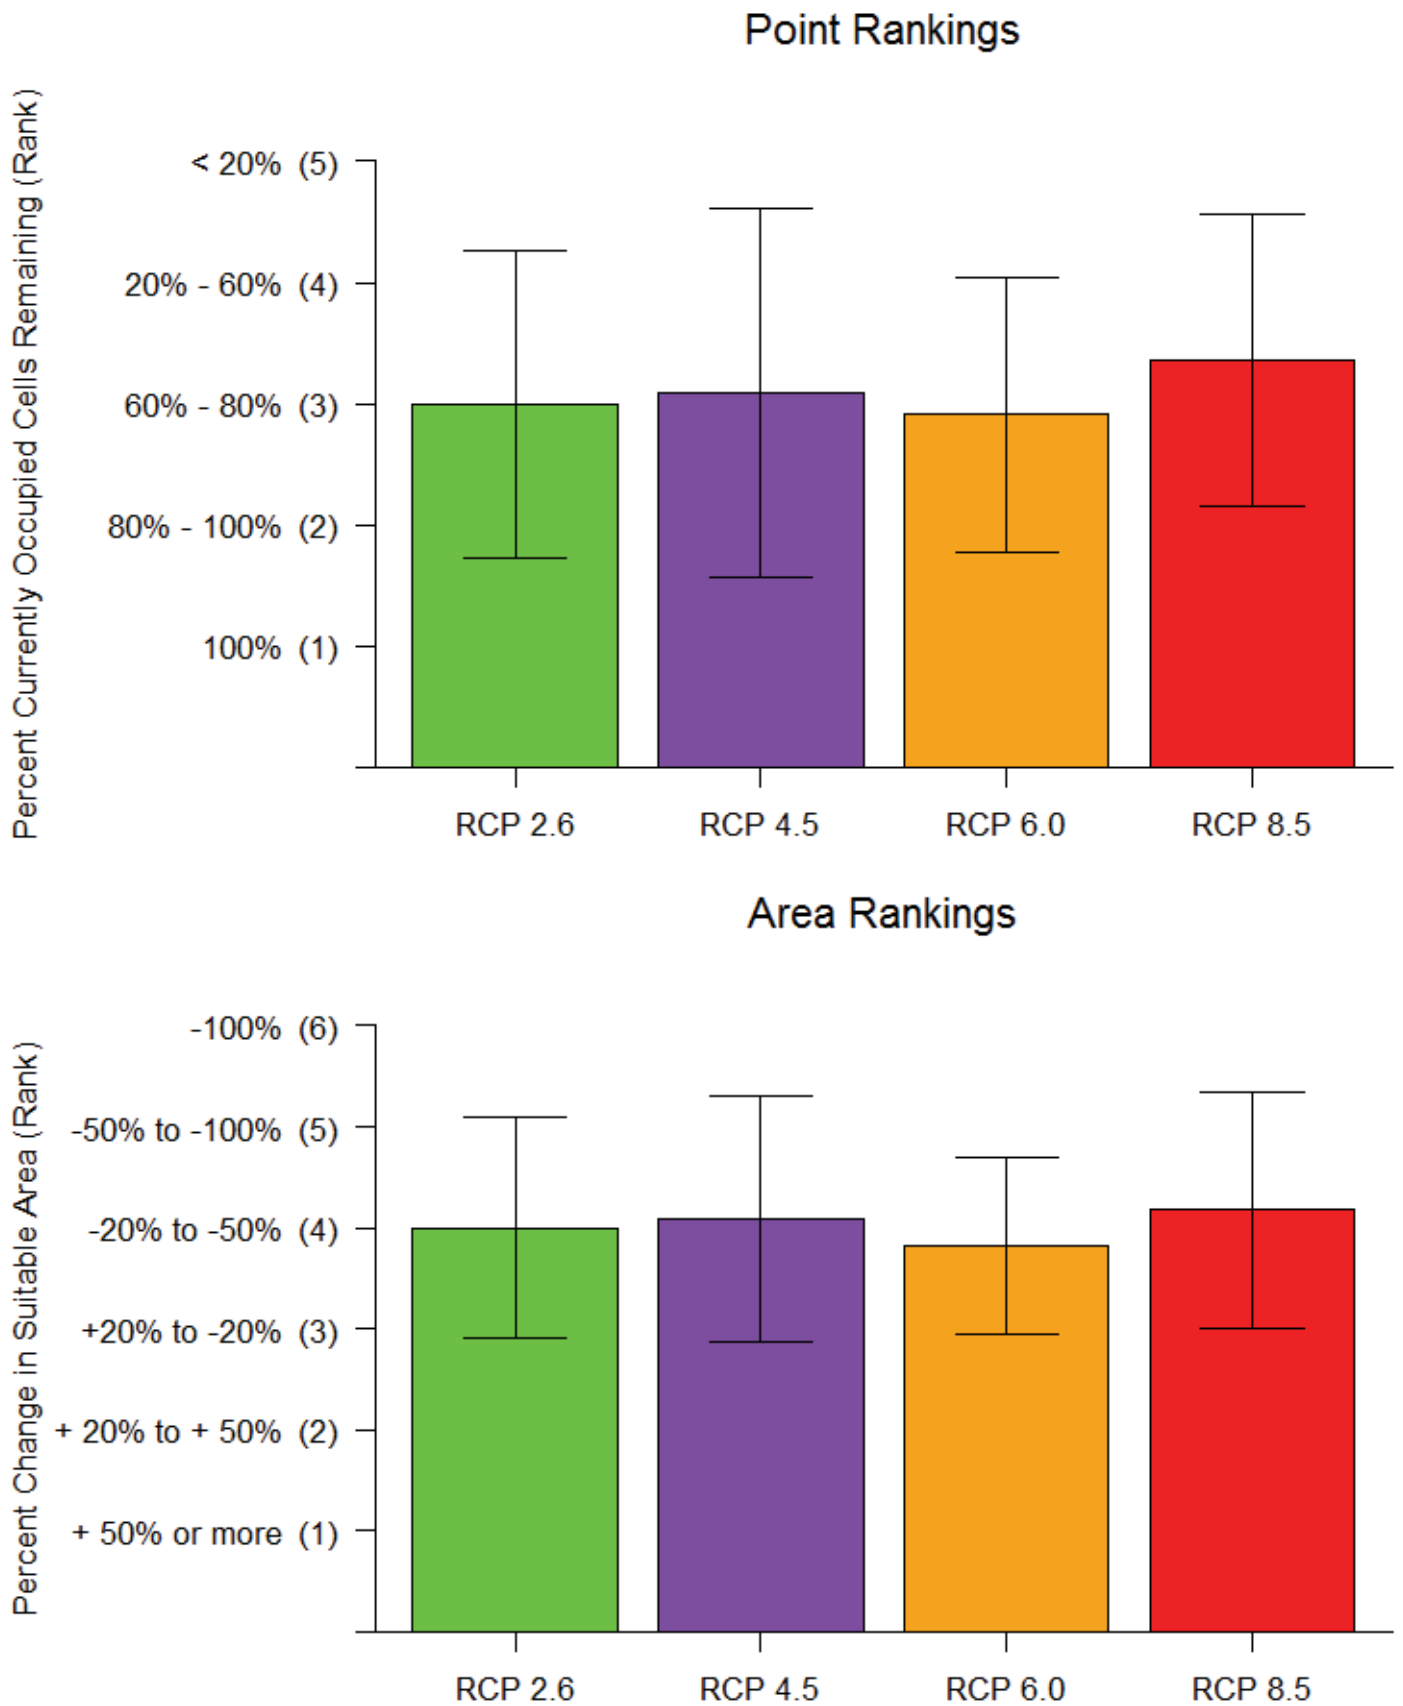 Point Rankings
Percent Currently Occupied Cells Remaining (Rank)
< 20% (5)
20% - 60% (4)
60% - 80% (3)
80% - 100% (2)
100% (1)
RCP 2.6 RCP 4.5 RCP 6.0 RCP 8.5
Area Rankings
Percent Change in Suitable Area (Rank)
-100% (6)
-50% to -100% (5)
-20% to -50% (4)
+20% to -20% (3)
+ 20% to + 50% (2)
+ 50% or more (1)
RCP 2.6 RCP 4.5 RCP 6.0 RCP 8.5